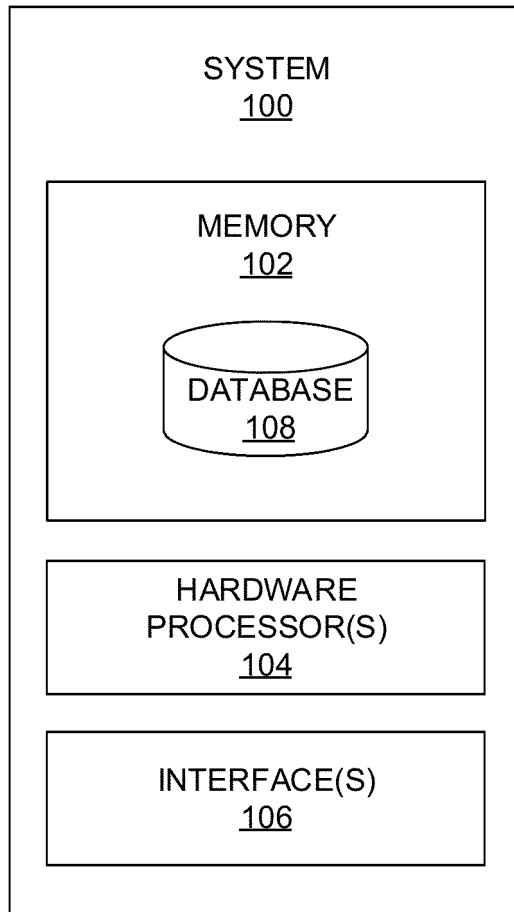 SYSTEM
100
MEMORY
102
DATABASE
108
HARDWARE
PROCESSOR(S)
104
INTERFACE(S)
106